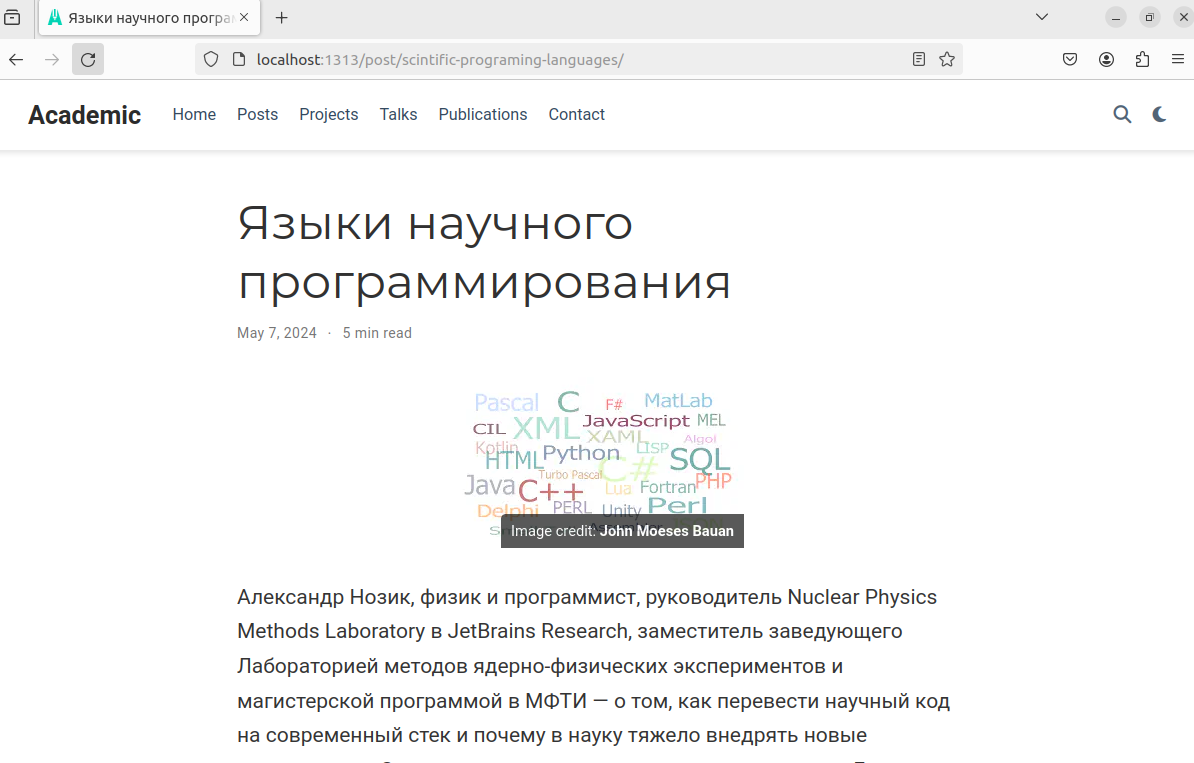 Языки научного програм
localhost:1313/post/scintific-programing-languages/
Academic Home Posts Projects Talks Publications Contact
Языки научного
программирования
May 7, 2024 · 5 min read
Pascal C F# MatLab
CIL XML JavaScript MEL
Kotlin XAML LISP Algol
HTML Python C# SQL
Turbo Pascal
Java C++ Lua Fortran PHP
Delphi PERL Unity Perl
Image credit: John Moeses Bauan
Александр Нозик, физик и программист, руководитель Nuclear Physics
Methods Laboratory в JetBrains Research, заместитель заведующего
Лабораторией методов ядерно-физических экспериментов и
магистерской программой в МФТИ — о том, как перевести научный код
на современный стек и почему в науку тяжело внедрять новые